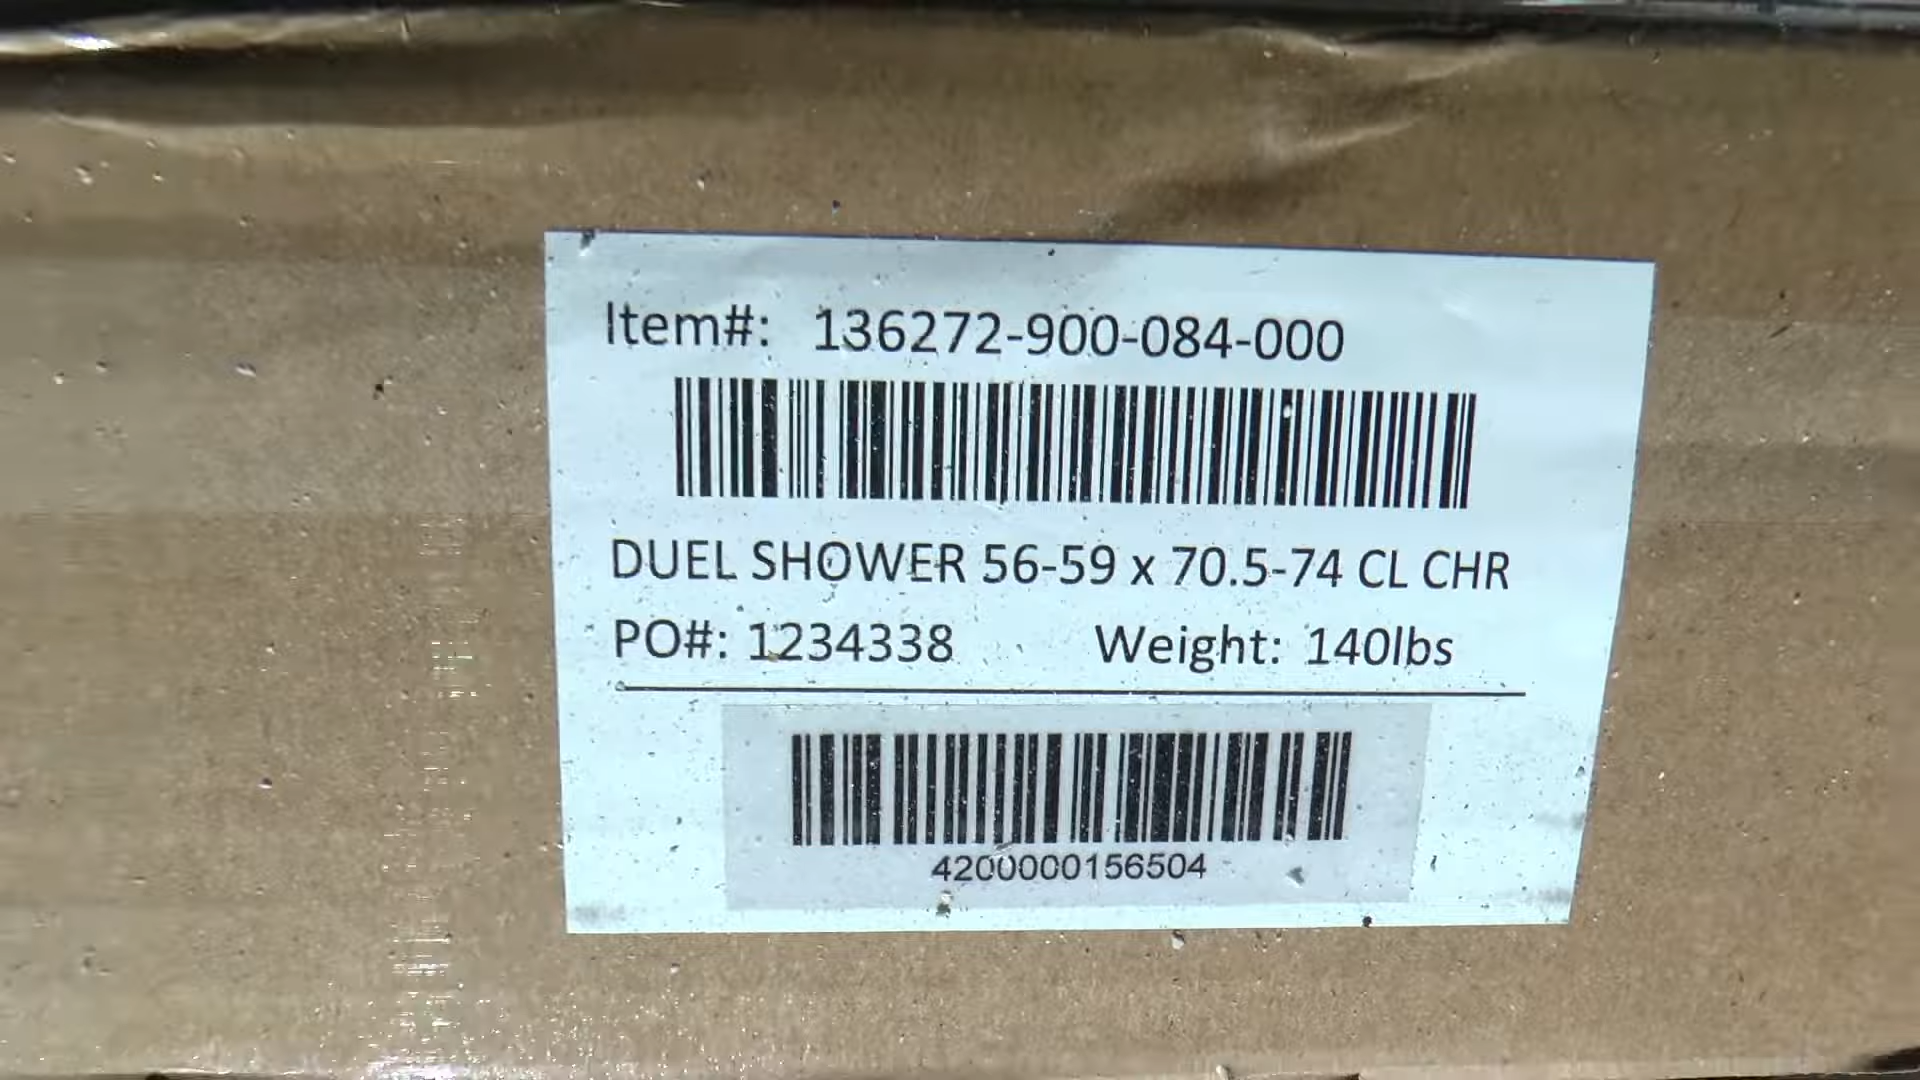 Item#: 136272-900-084-000
DUEL SHOWER 56-59 x 70.5-74 CL CHR
PO#: 1234338 Weight: 140lbs
4200000156504